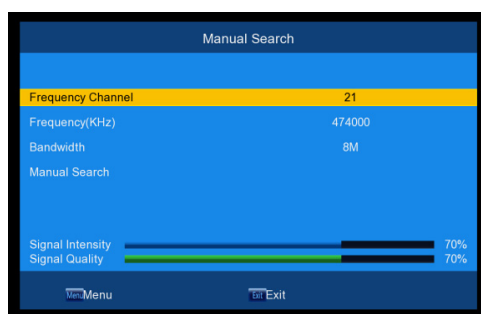 Manual Search
Frequency Channel 21
Frequency(KHz) 474000
Bandwidth 8M
Manual Search
Signal Intensity 70%
Signal Quality 70%
Menu Menu Exit Exit